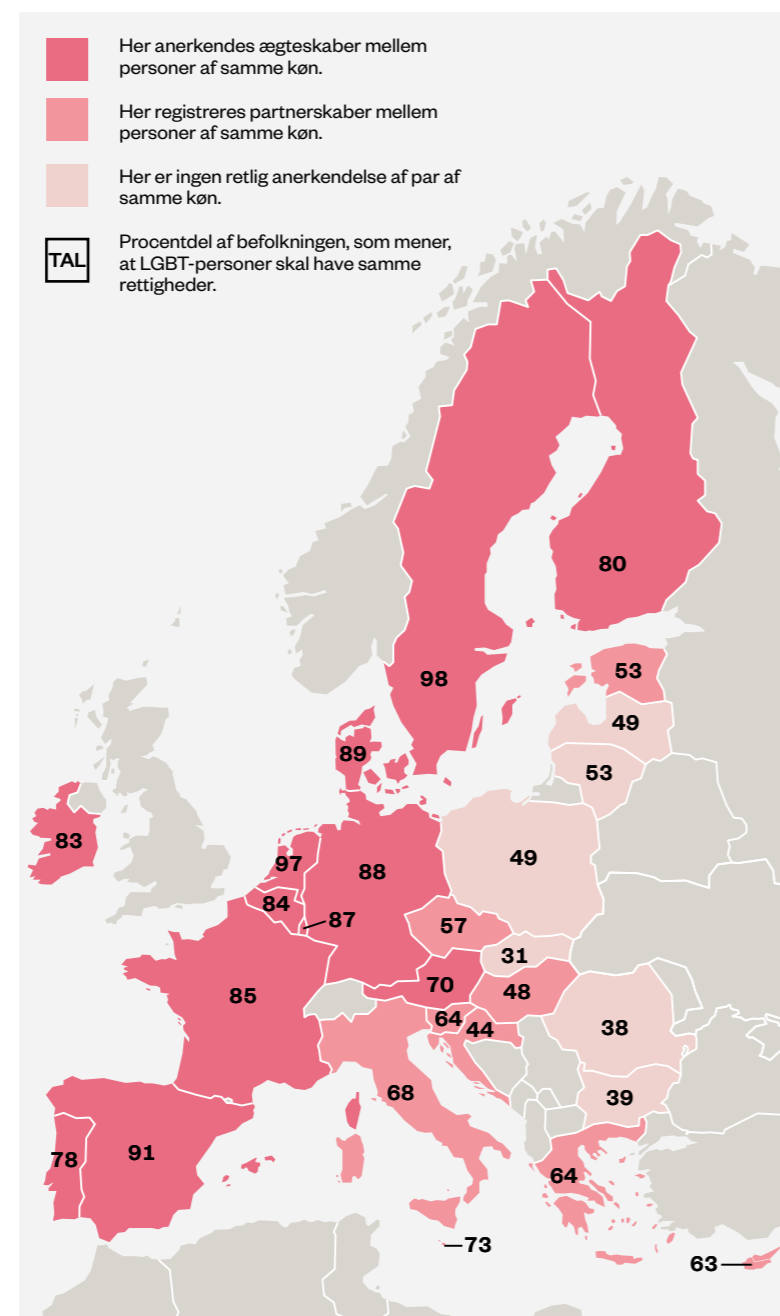 Her anerkendes ægteskaber mellem
personer af samme køn.
Her registreres partnerskaber mellem
personer af samme køn.
Her er ingen retlig anerkendelse af par af
samme køn.
TAL
Procentdel af befolkningen, som mener,
at LGBT-personer skal have samme
rettigheder.
80
98
53
49
53
89
83
97
88
84
87
49
57
31
85
70
48
64
44
38
68
39
78
91
64
73
63